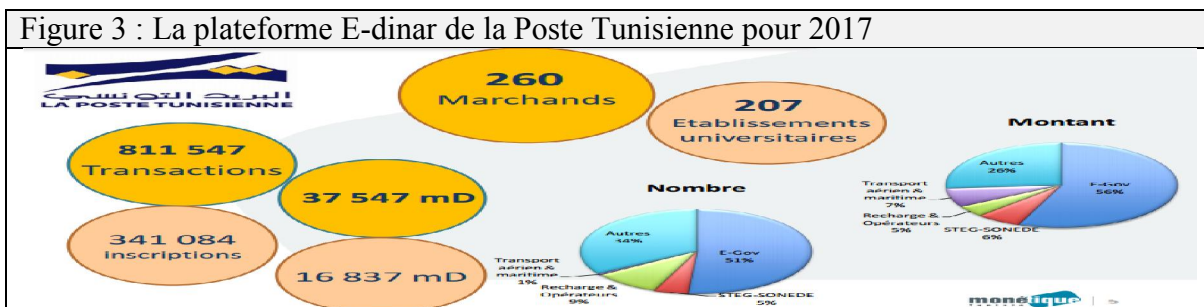 Figure 3 : La plateforme E-dinar de la Poste Tunisienne pour 2017
البريد التونسي
LA POSTE TUNISIENNE
260
Marchands
207
Etablissements
universitaires
811 547
Transactions
37 547 mD
341 084
inscriptions
16 837 mD
Nombre
Autres
34%
E-Gov
51%
Transport
aérien &
maritime
1%
Recharge &
Opérateurs
9%
STEG-SONEDE
5%
Montant
Autres
26%
E-Gov
56%
Transport
aérien &
maritime
7%
Recharge &
Opérateurs
5%
STEG-SONEDE
6%
monétique